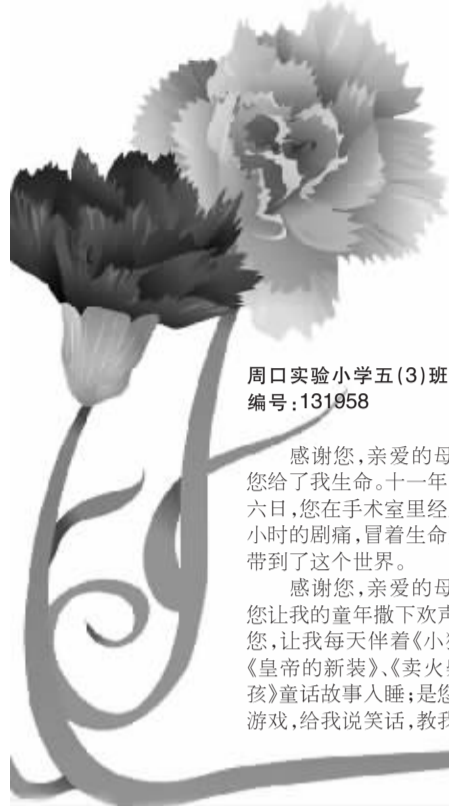 周口实验小学五(3)班
编号:131958
感谢您,亲爱的母
您给了我生命。十一年
六日,您在手术室里经
小时的剧痛,冒着生命
带到了这个世界。
感谢您,亲爱的母
您让我的童年撒下欢声
您,让我每天伴着《小
《皇帝的新装》、《卖火
孩》童话故事入睡;是您
游戏,给我说笑话,教我